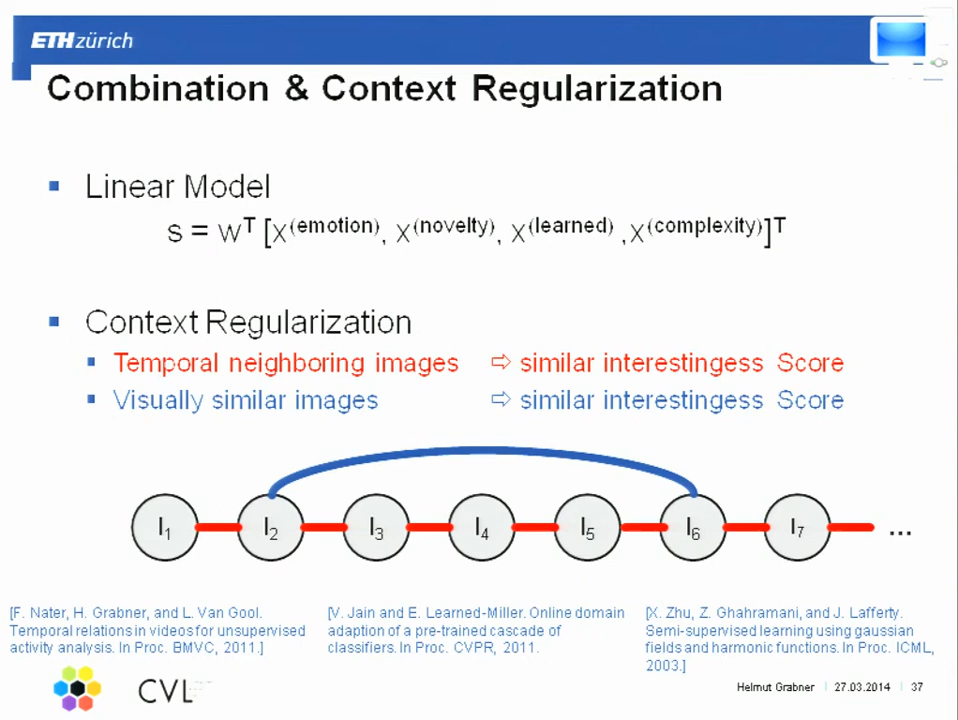 ETH zürich
Combination & Context Regularization
Linear Model
s = wT [x(emotion), x(novelty), x(learned) ,x(complexity)]T
Context Regularization
Temporal neighboring images ⇨ similar interestingess Score
Visually similar images ⇨ similar interestingess Score
I1 I2 I3 I4 I5 I6 I7 ...
[F. Nater, H. Grabner, and L. Van Gool.
Temporal relations in videos for unsupervised
activity analysis. In Proc. BMVC, 2011.]
[V. Jain and E. Learned-Miller. Online domain
adaption of a pre-trained cascade of
classifiers. In Proc. CVPR, 2011.
[X. Zhu, Z. Ghahramani, and J. Lafferty.
Semi-supervised learning using gaussian
fields and harmonic functions. In Proc. ICML,
2003.]
CVL
Helmut Grabner | 27.03.2014 | 37